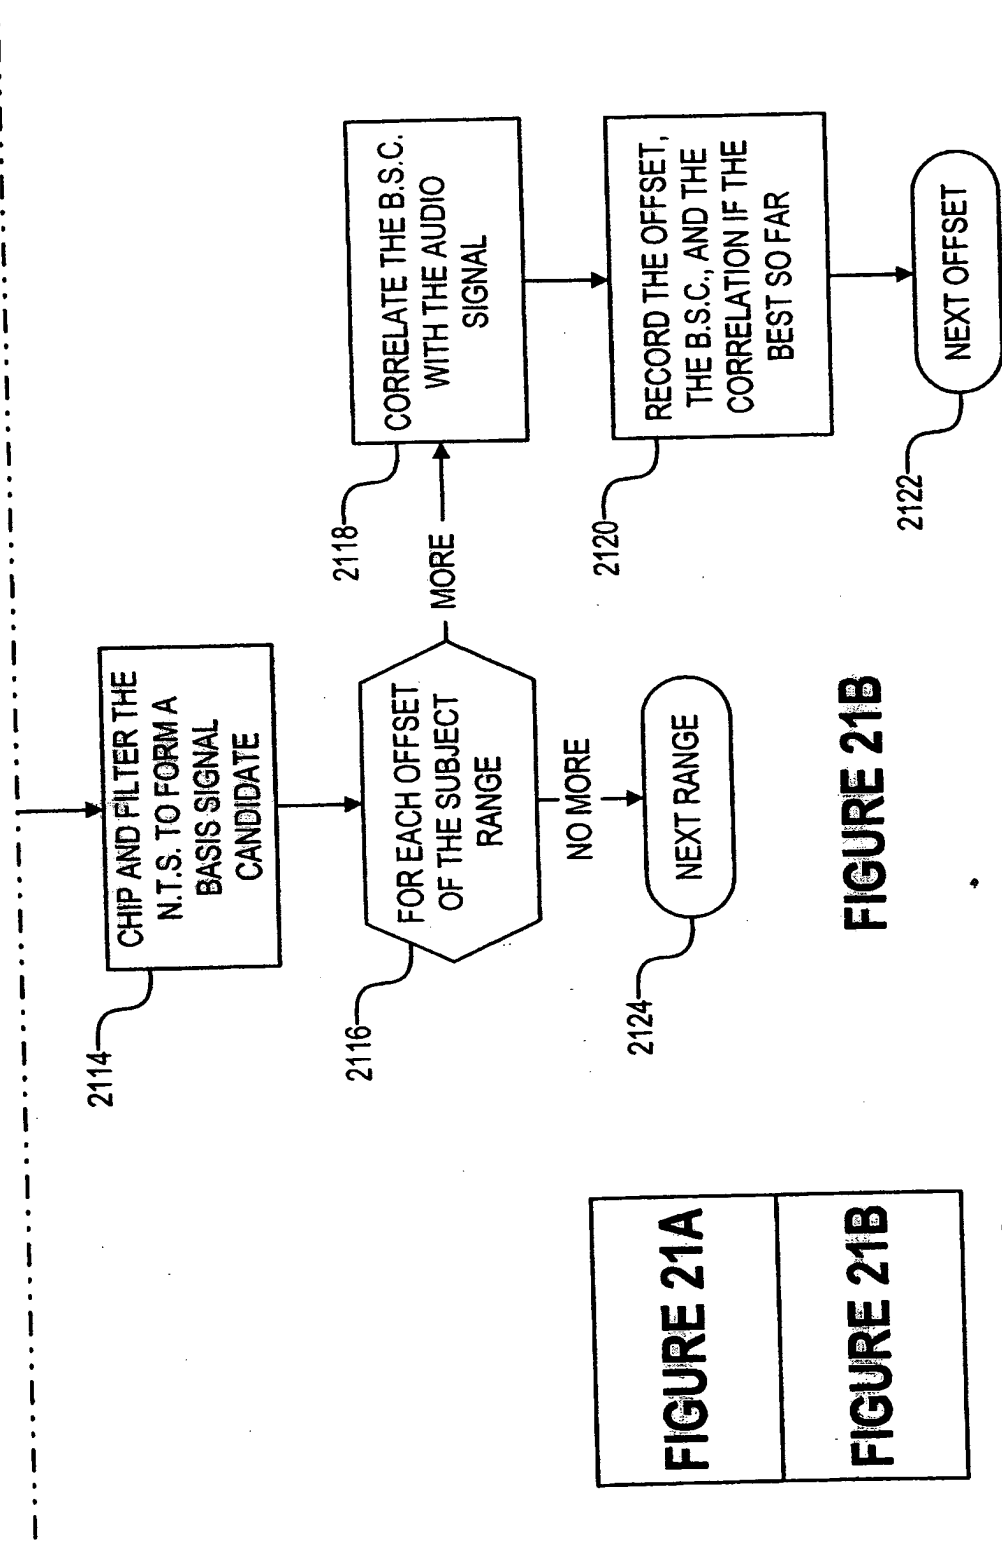 CHIP AND FILTER THE
N.T.S. TO FORM A
BASIS SIGNAL
CANDIDATE
2114
FOR EACH OFFSET
OF THE SUBJECT
RANGE
2116
MORE
CORRELATE THE B.S.C.
WITH THE AUDIO
SIGNAL
2118
RECORD THE OFFSET,
THE B.S.C., AND THE
CORRELATION IF THE
BEST SO FAR
2120
NEXT OFFSET
2122
NO MORE
NEXT RANGE
2124
FIGURE 21B
FIGURE 21A
FIGURE 21B